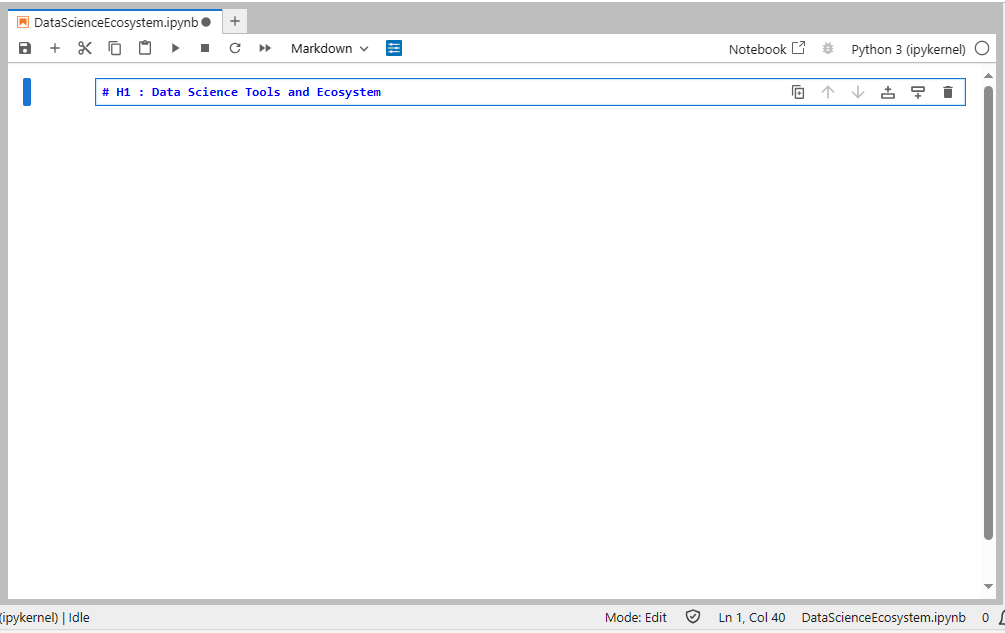 DataScienceEcosystem.ipynb
Markdown
Notebook
Python 3 (ipykernel)
# H1 : Data Science Tools and Ecosystem
(ipykernel) | Idle
Mode: Edit
Ln 1, Col 40
DataScienceEcosystem.ipynb
0